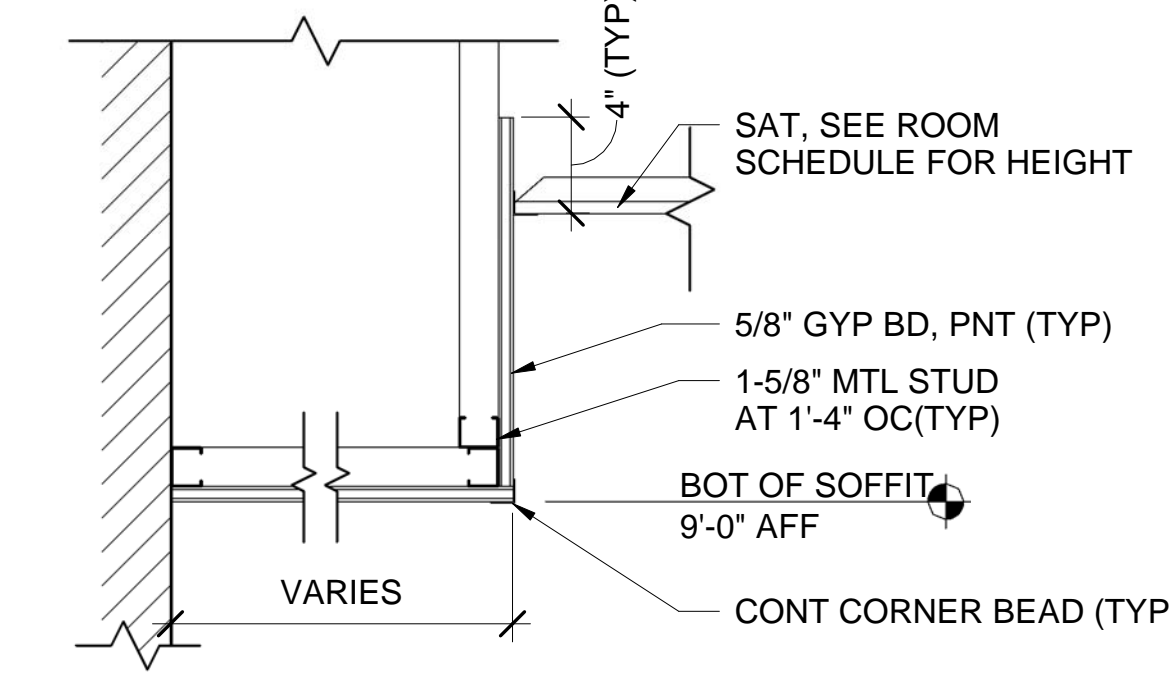 4" (TYP)
SAT, SEE ROOM
SCHEDULE FOR HEIGHT
5/8" GYP BD, PNT (TYP)
1-5/8" MTL STUD
AT 1'-4" OC(TYP)
BOT OF SOFFIT
9'-0" AFF
VARIES
CONT CORNER BEAD (TYP